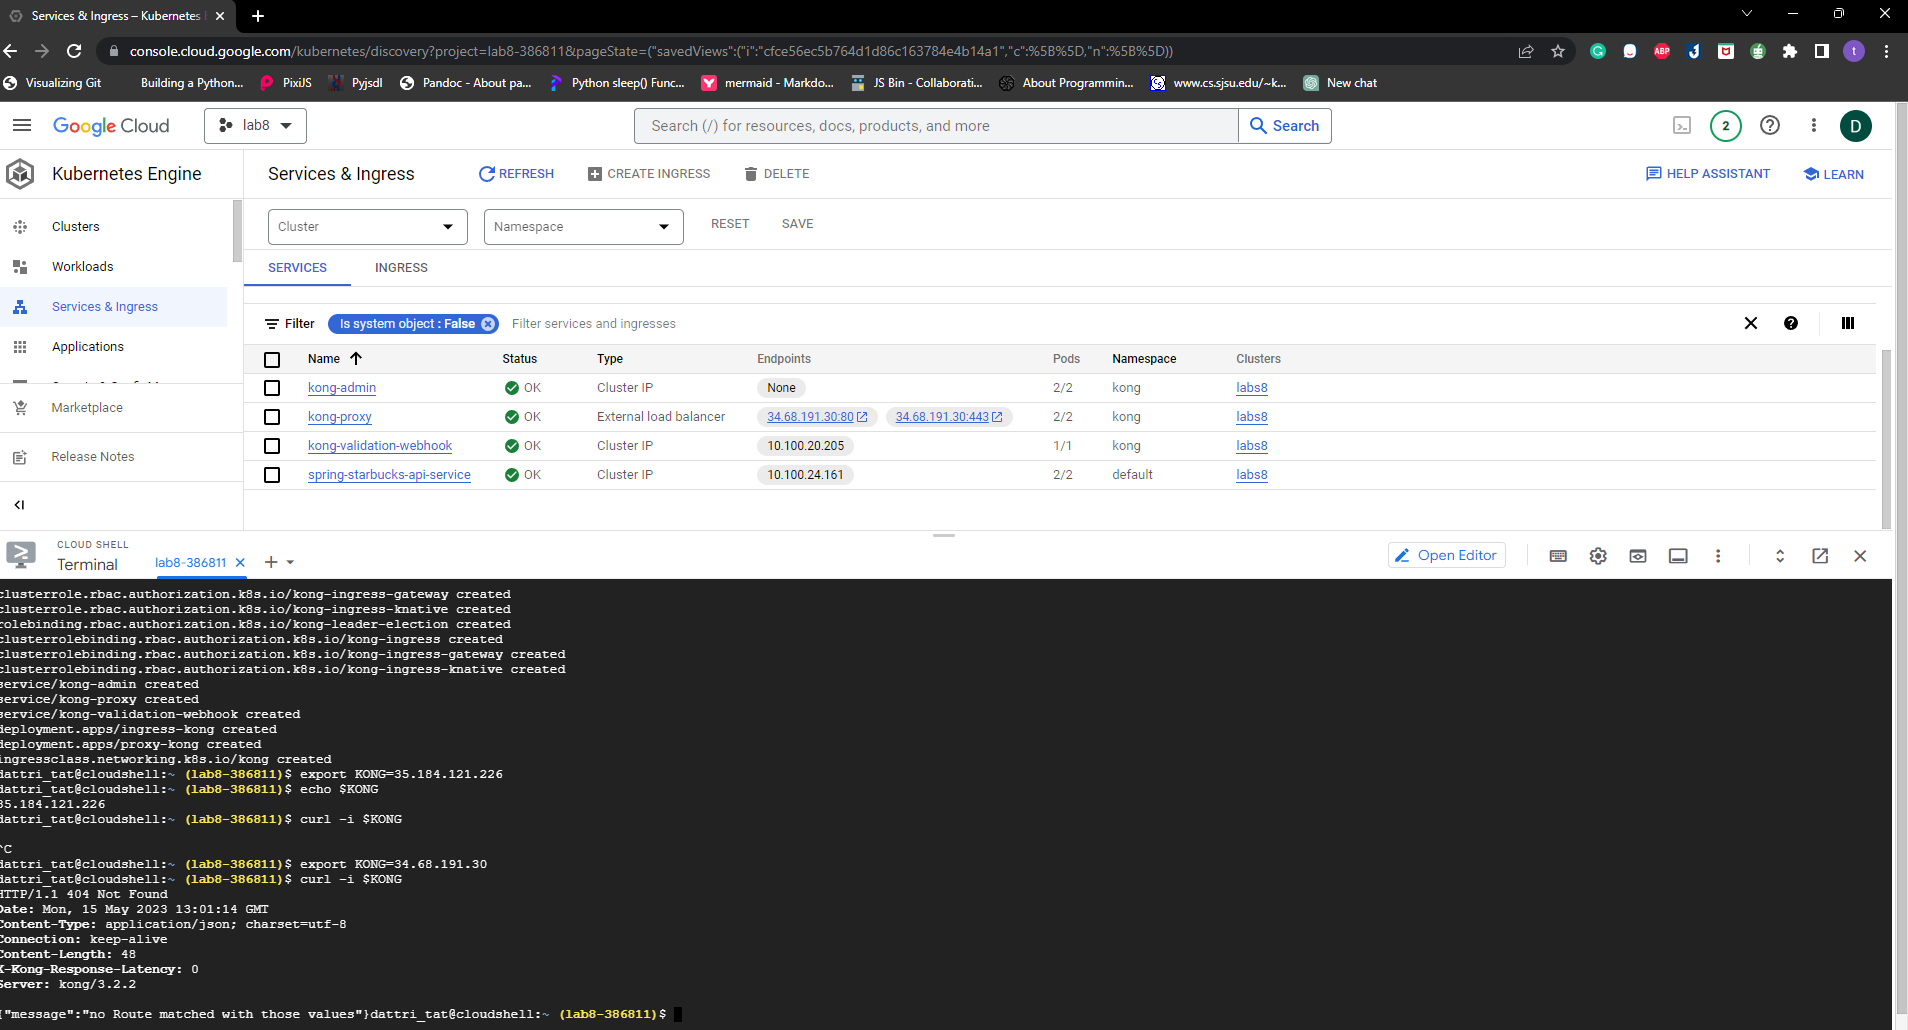 Services & Ingress – Kubernetes E
console.cloud.google.com/kubernetes/discovery?project=lab8-386811&pageState=("savedViews":("i":"cfce56ec5b764d1d86c163784e4b14a1","c":%5B%5D,"n":%5B%5D))
Visualizing Git Building a Python... PixiJS Pyjsdl Pandoc - About pa... Python sleep() Func... mermaid - Markdo... JS Bin - Collaborati... About Programmin... www.cs.sjsu.edu/~k... New chat
Google Cloud lab8 Search (/) for resources, docs, products, and more Search 2 D
Kubernetes Engine Services & Ingress REFRESH CREATE INGRESS DELETE HELP ASSISTANT LEARN
Clusters
Workloads
Services & Ingress
Applications
Marketplace
Release Notes
Cluster Namespace RESET SAVE
SERVICES INGRESS
Filter Is system object : False Filter services and ingresses
Name Status Type Endpoints Pods Namespace Clusters
kong-admin OK Cluster IP None 2/2 kong labs8
kong-proxy OK External load balancer 34.68.191.30:80 34.68.191.30:443 2/2 kong labs8
kong-validation-webhook OK Cluster IP 10.100.20.205 1/1 kong labs8
spring-starbucks-api-service OK Cluster IP 10.100.24.161 2/2 default labs8
CLOUD SHELL
Terminal lab8-386811 Open Editor
clusterrole.rbac.authorization.k8s.io/kong-ingress-gateway created
clusterrole.rbac.authorization.k8s.io/kong-ingress-knative created
rolebinding.rbac.authorization.k8s.io/kong-leader-election created
clusterrolebinding.rbac.authorization.k8s.io/kong-ingress created
clusterrolebinding.rbac.authorization.k8s.io/kong-ingress-gateway created
clusterrolebinding.rbac.authorization.k8s.io/kong-ingress-knative created
service/kong-admin created
service/kong-proxy created
service/kong-validation-webhook created
deployment.apps/ingress-kong created
deployment.apps/proxy-kong created
ingressclass.networking.k8s.io/kong created
dattri_tat@cloudshell:~ (lab8-386811)$ export KONG=35.184.121.226
dattri_tat@cloudshell:~ (lab8-386811)$ echo $KONG
35.184.121.226
dattri_tat@cloudshell:~ (lab8-386811)$ curl -i $KONG
^C
dattri_tat@cloudshell:~ (lab8-386811)$ export KONG=34.68.191.30
dattri_tat@cloudshell:~ (lab8-386811)$ curl -i $KONG
HTTP/1.1 404 Not Found
Date: Mon, 15 May 2023 13:01:14 GMT
Content-Type: application/json; charset=utf-8
Connection: keep-alive
Content-Length: 48
X-Kong-Response-Latency: 0
Server: kong/3.2.2
{"message":"no Route matched with those values"}dattri_tat@cloudshell:~ (lab8-386811)$